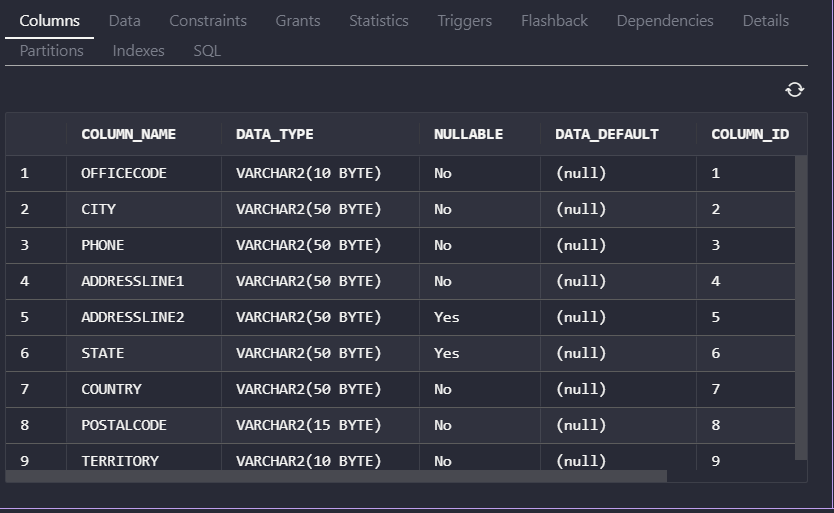 Columns Data Constraints Grants Statistics Triggers Flashback Dependencies Details
Partitions Indexes SQL
COLUMN_NAME DATA_TYPE NULLABLE DATA_DEFAULT COLUMN_ID
1 OFFICECODE VARCHAR2(10 BYTE) No (null) 1
2 CITY VARCHAR2(50 BYTE) No (null) 2
3 PHONE VARCHAR2(50 BYTE) No (null) 3
4 ADDRESSLINE1 VARCHAR2(50 BYTE) No (null) 4
5 ADDRESSLINE2 VARCHAR2(50 BYTE) Yes (null) 5
6 STATE VARCHAR2(50 BYTE) Yes (null) 6
7 COUNTRY VARCHAR2(50 BYTE) No (null) 7
8 POSTALCODE VARCHAR2(15 BYTE) No (null) 8
9 TERRITORY VARCHAR2(10 BYTE) No (null) 9